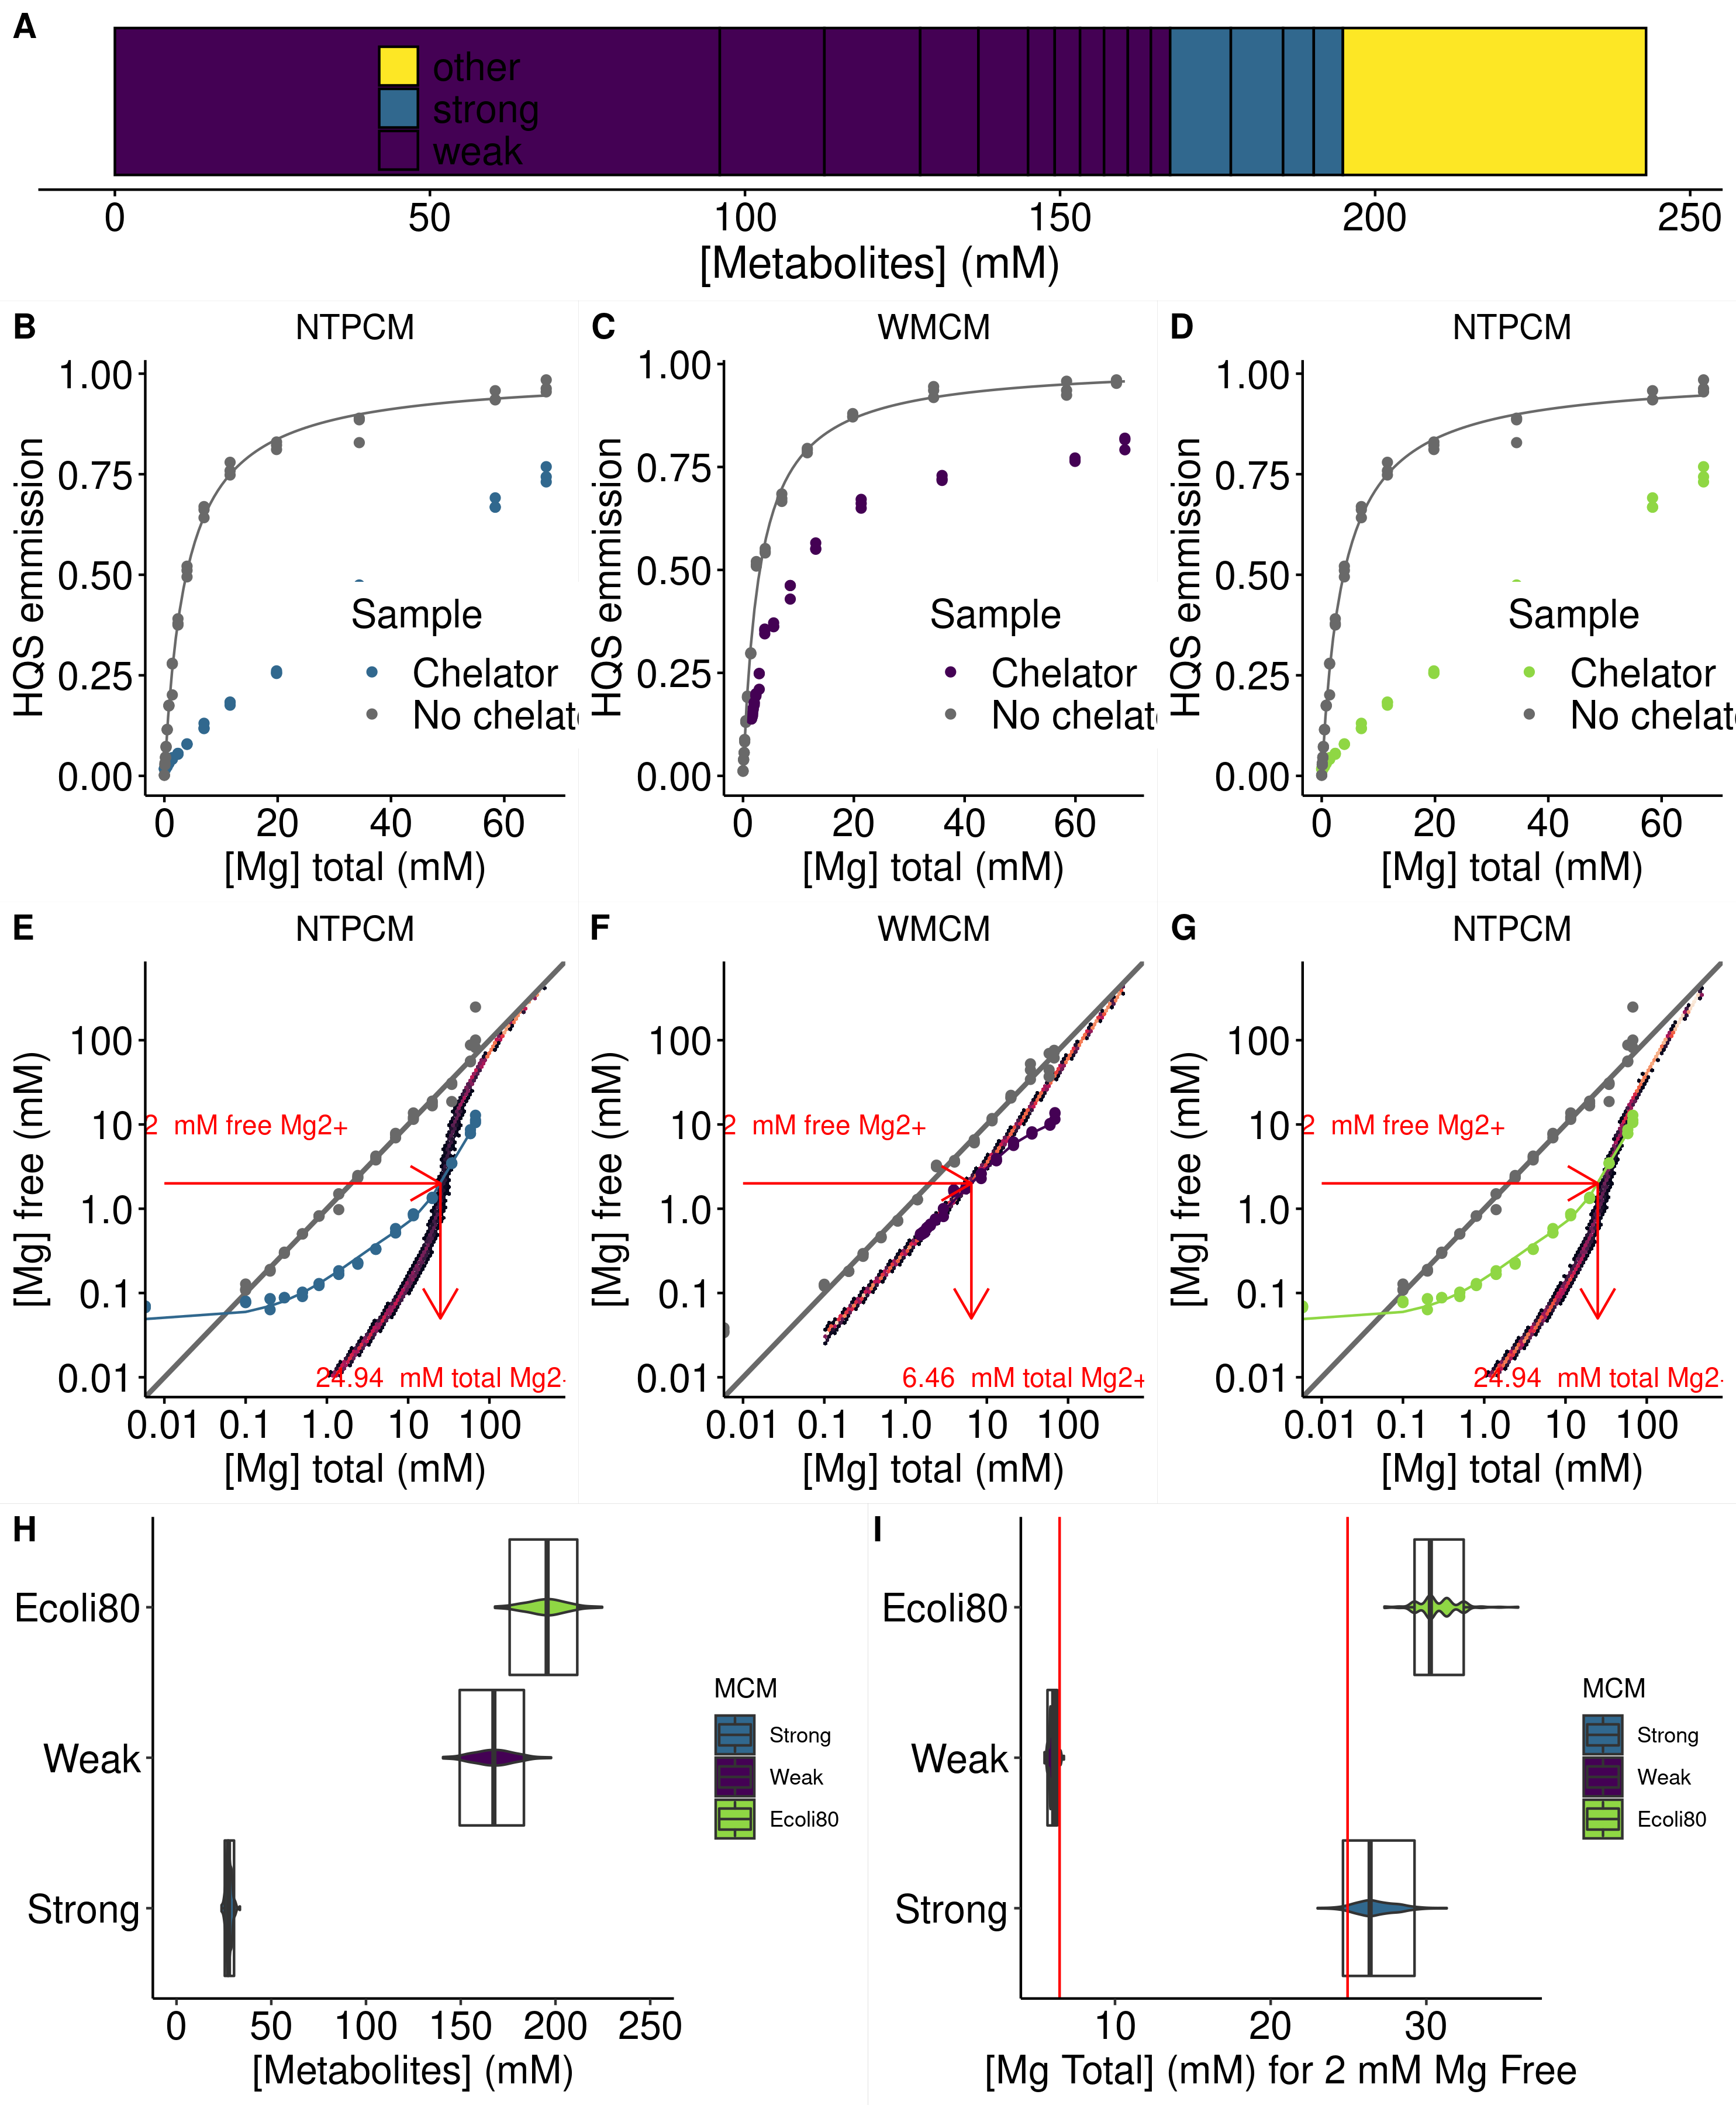 A
other
strong
weak
0 50 100 150 200 250
[Metabolites] (mM)
B
NTPCM
HQS emmission
1.00
0.75
0.50
0.25
0.00
Sample
Chelator
No chelat
0 20 40 60
[Mg] total (mM)
C
WMCM
HQS emmission
1.00
0.75
0.50
0.25
0.00
Sample
Chelator
No chelat
0 20 40 60
[Mg] total (mM)
D
NTPCM
HQS emmission
1.00
0.75
0.50
0.25
0.00
Sample
Chelator
No chelat
0 20 40 60
[Mg] total (mM)
E
NTPCM
[Mg] free (mM)
100
10
1.0
0.1
0.01
2 mM free Mg2+
24.94 mM total Mg2
0.01 0.1 1.0 10 100
[Mg] total (mM)
F
WMCM
[Mg] free (mM)
100
10
1.0
0.1
0.01
2 mM free Mg2+
6.46 mM total Mg2+
0.01 0.1 1.0 10 100
[Mg] total (mM)
G
NTPCM
[Mg] free (mM)
100
10
1.0
0.1
0.01
2 mM free Mg2+
24.94 mM total Mg2
0.01 0.1 1.0 10 100
[Mg] total (mM)
H
Ecoli80
Weak
Strong
MCM
Strong
Weak
Ecoli80
0 50 100 150 200 250
[Metabolites] (mM)
I
Ecoli80
Weak
Strong
MCM
Strong
Weak
Ecoli80
10 20 30
[Mg Total] (mM) for 2 mM Mg Free